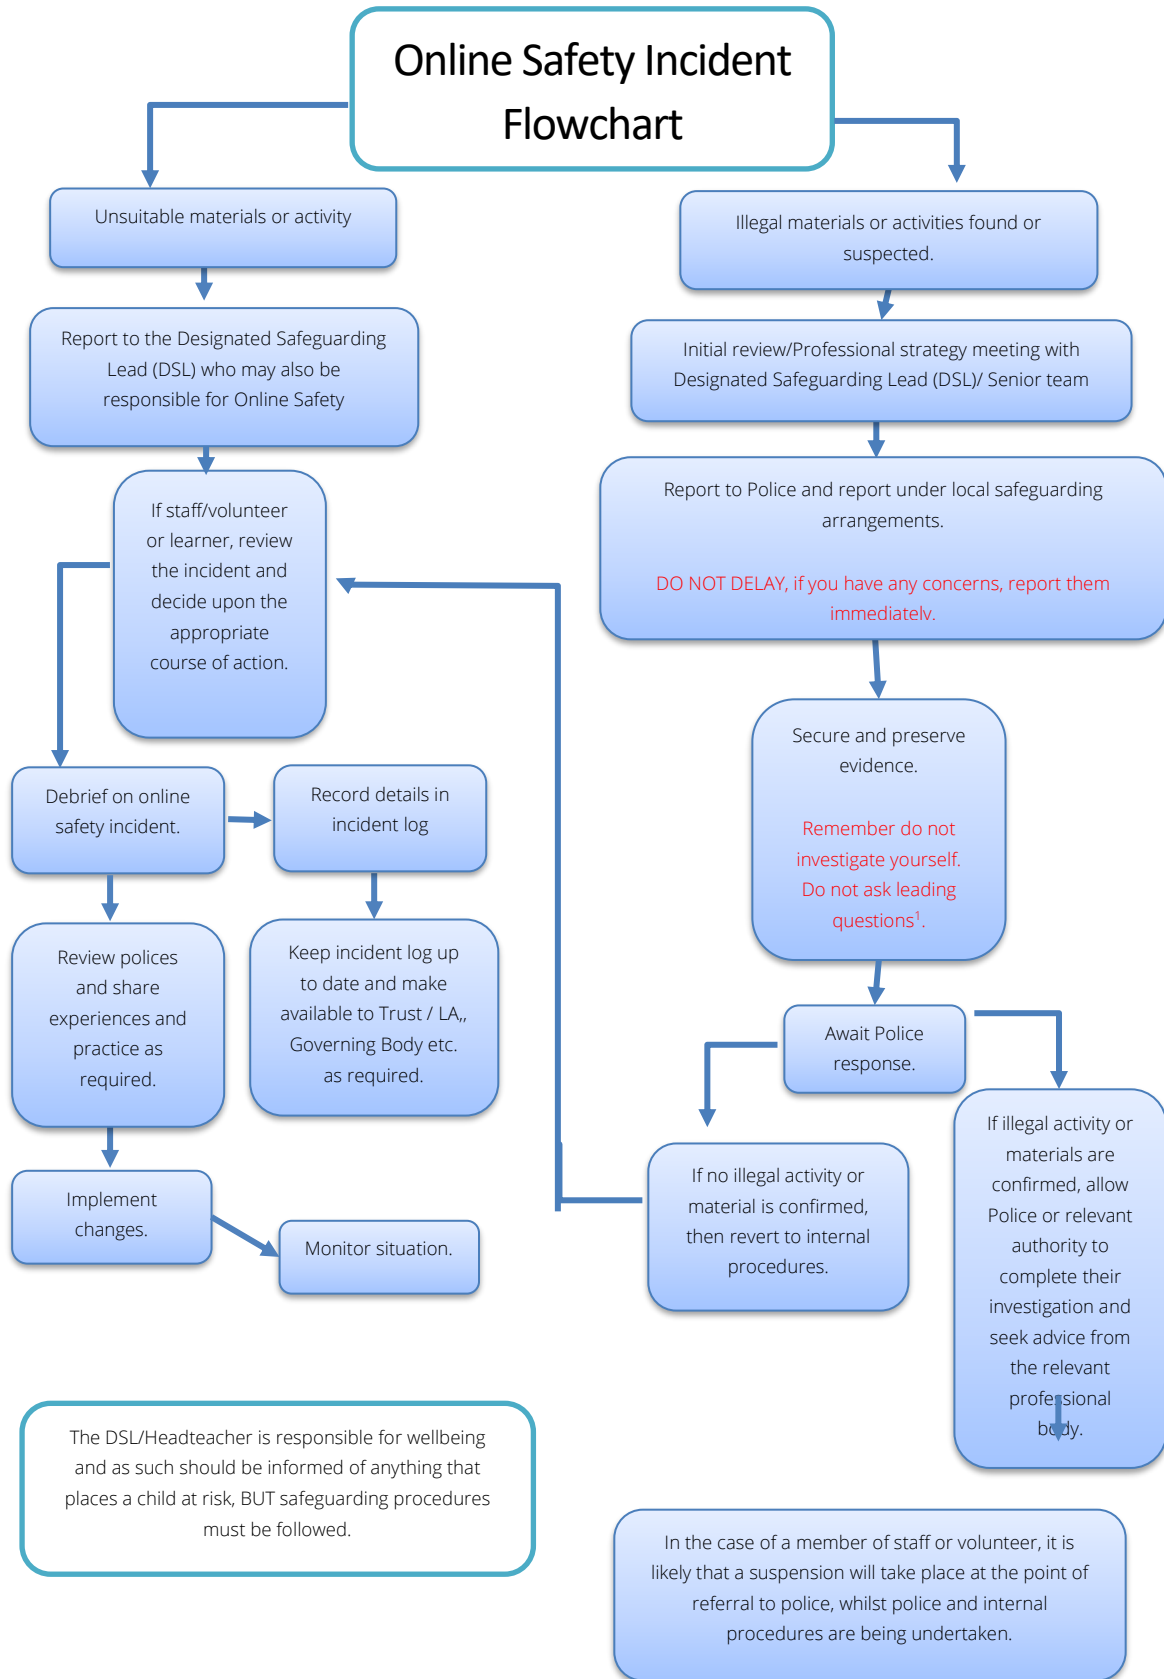 Online Safety Incident
Flowchart
Unsuitable materials or activity
Report to the Designated Safeguarding
Lead (DSL) who may also be
responsible for Online Safety
If staff/volunteer
or learner, review
the incident and
decide upon the
appropriate
course of action.
Debrief on online
safety incident.
Record details in
incident log
Review polices
and share
experiences and
practice as
required.
Keep incident log up
to date and make
available to Trust / LA,,
Governing Body etc.
as required.
Implement
changes.
Monitor situation.
Illegal materials or activities found or
suspected.
Initial review/Professional strategy meeting with
Designated Safeguarding Lead (DSL)/ Senior team
Report to Police and report under local safeguarding
arrangements.
DO NOT DELAY, if you have any concerns, report them
immediately.
Secure and preserve
evidence.
Remember do not
investigate yourself.
Do not ask leading
questions¹.
Await Police
response.
If no illegal activity or
material is confirmed,
then revert to internal
procedures.
If illegal activity or
materials are
confirmed, allow
Police or relevant
authority to
complete their
investigation and
seek advice from
the relevant
professional
body.
The DSL/Headteacher is responsible for wellbeing
and as such should be informed of anything that
places a child at risk, BUT safeguarding procedures
must be followed.
In the case of a member of staff or volunteer, it is
likely that a suspension will take place at the point of
referral to police, whilst police and internal
procedures are being undertaken.